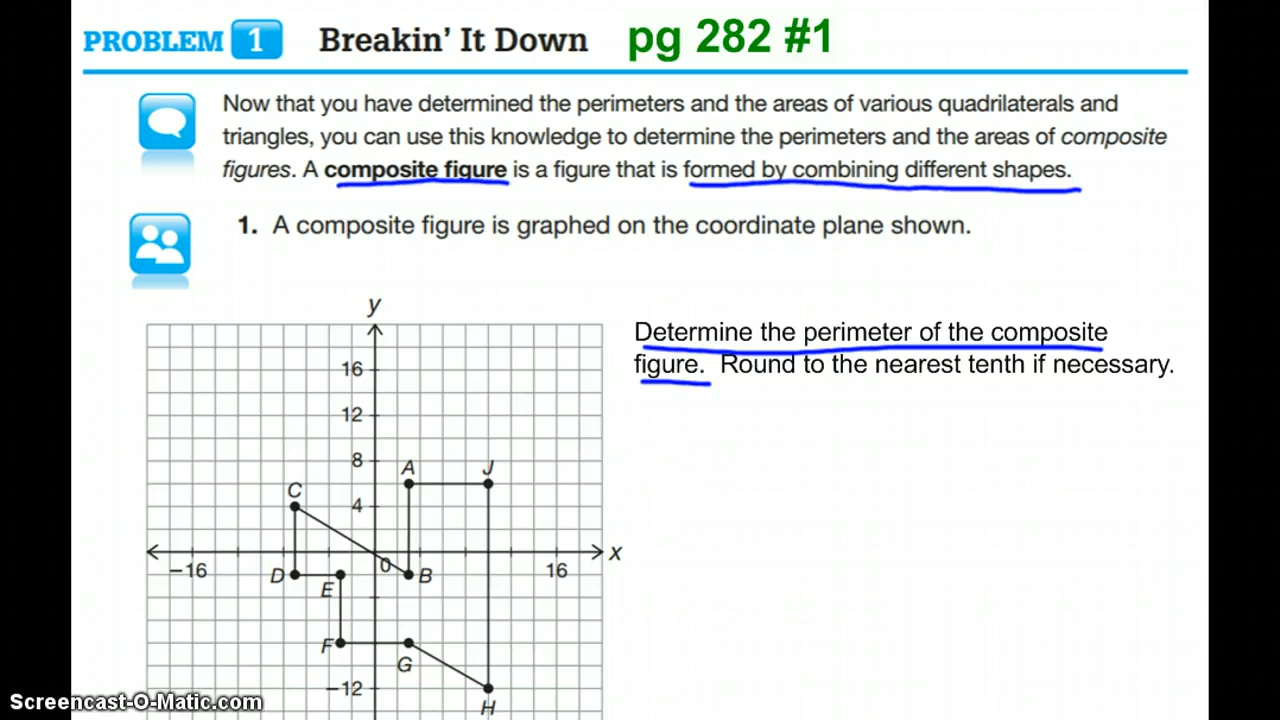 PROBLEM 1 Breakin' It Down pg 282 #1
Now that you have determined the perimeters and the areas of various quadrilaterals and
triangles, you can use this knowledge to determine the perimeters and the areas of composite
figures. A composite figure is a figure that is formed by combining different shapes.
1. A composite figure is graphed on the coordinate plane shown.
Determine the perimeter of the composite
figure. Round to the nearest tenth if necessary.
y
16
12
8
A
J
C
4
x
−16
0
16
D
E
B
F
G
−12
H
Screencast-O-Matic.com